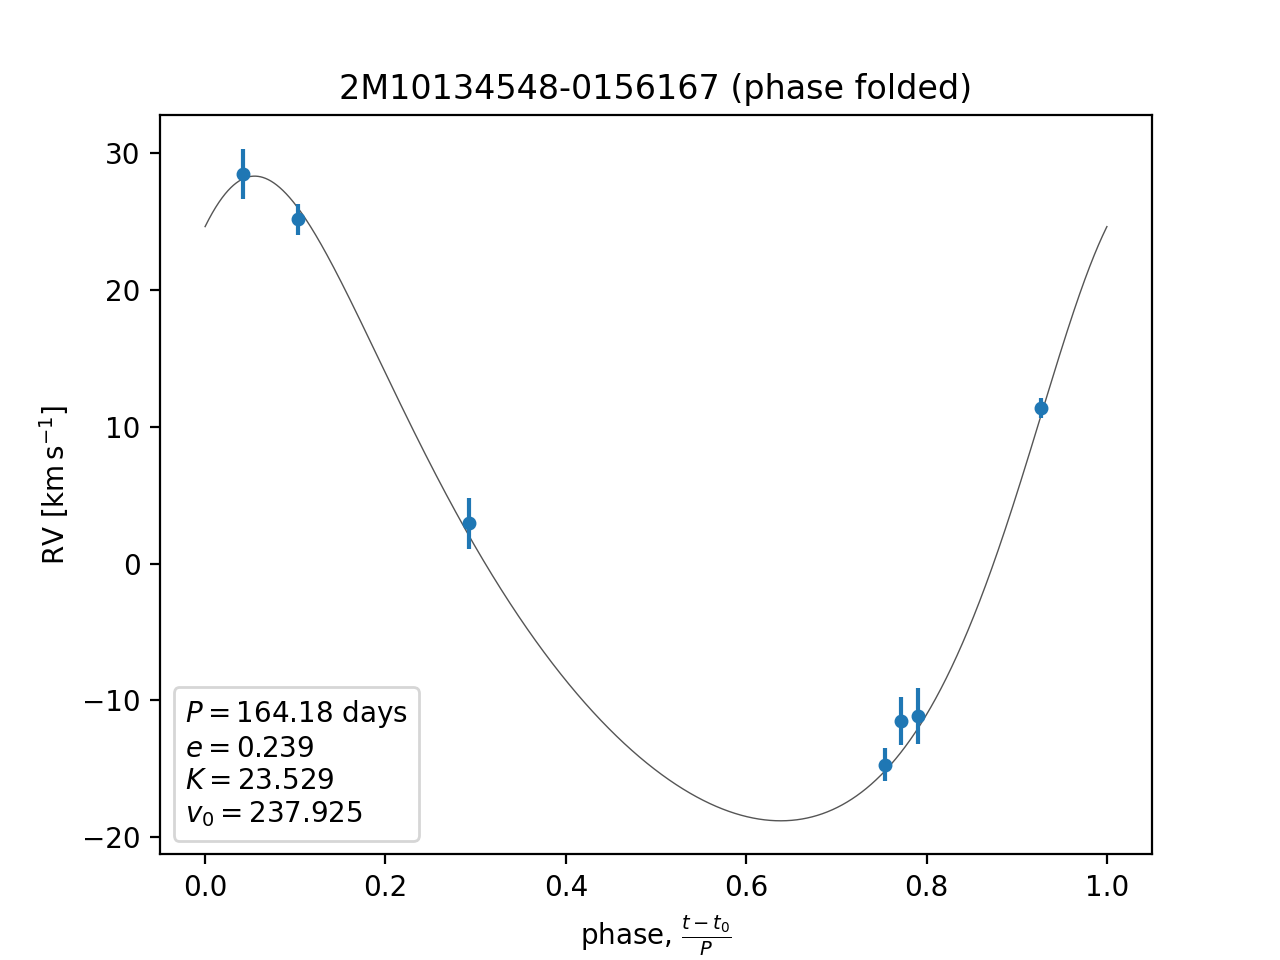 2M10134548-0156167 (phase folded)
30
20
10
0
−10
−20
RV [km s⁻¹]
P = 164.18 days
e = 0.239
K = 23.529
v₀ = 237.925
0.0 0.2 0.4 0.6 0.8 1.0
phase, (t − t₀)/P